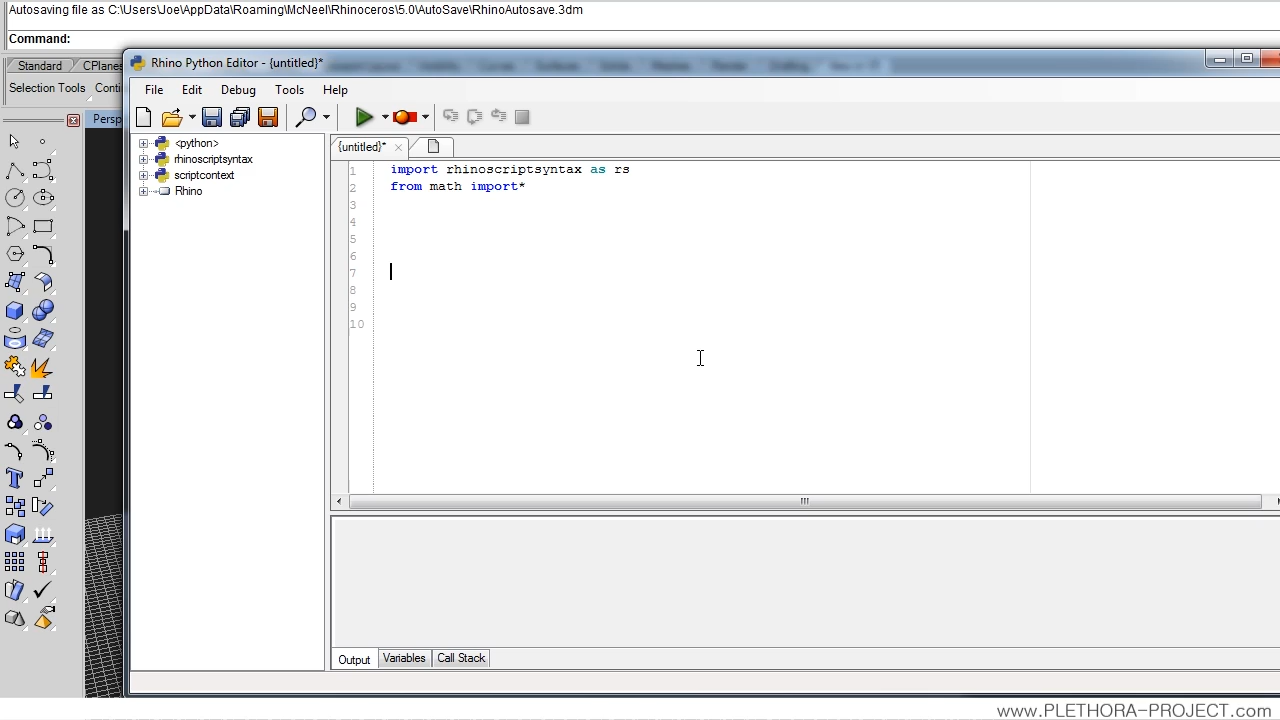 Autosaving file as C:\Users\Joe\AppData\Roaming\McNeel\Rhinoceros\5.0\AutoSave\RhinoAutosave.3dm
Command:
Standard CPlanes
Selection Tools Conti
Persp
Rhino Python Editor - {untitled}*
File Edit Debug Tools Help
<python>
rhinoscriptsyntax
scriptcontext
Rhino
{untitled}*
1 import rhinoscriptsyntax as rs
2 from math import*
3
4
5
6
7
8
9
10
Output Variables Call Stack
www.PLETHORA-PROJECT.com